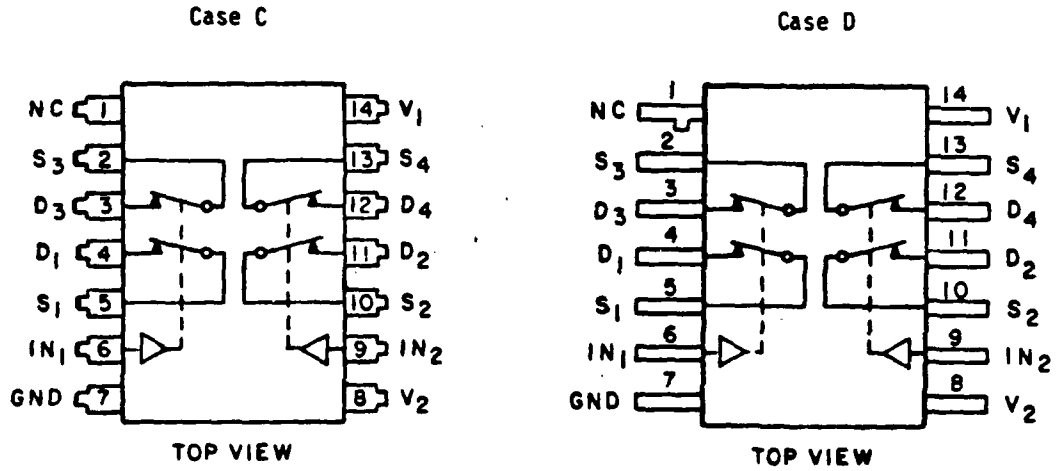 Case C
NC 1 14 V1
S3 2 13 S4
D3 3 12 D4
D1 4 11 D2
S1 5 10 S2
IN1 6 9 IN2
GND 7 8 V2
TOP VIEW
Case D
NC 1 14 V1
S3 2 13 S4
D3 3 12 D4
D1 4 11 D2
S1 5 10 S2
IN1 6 9 IN2
GND 7 8 V2
TOP VIEW